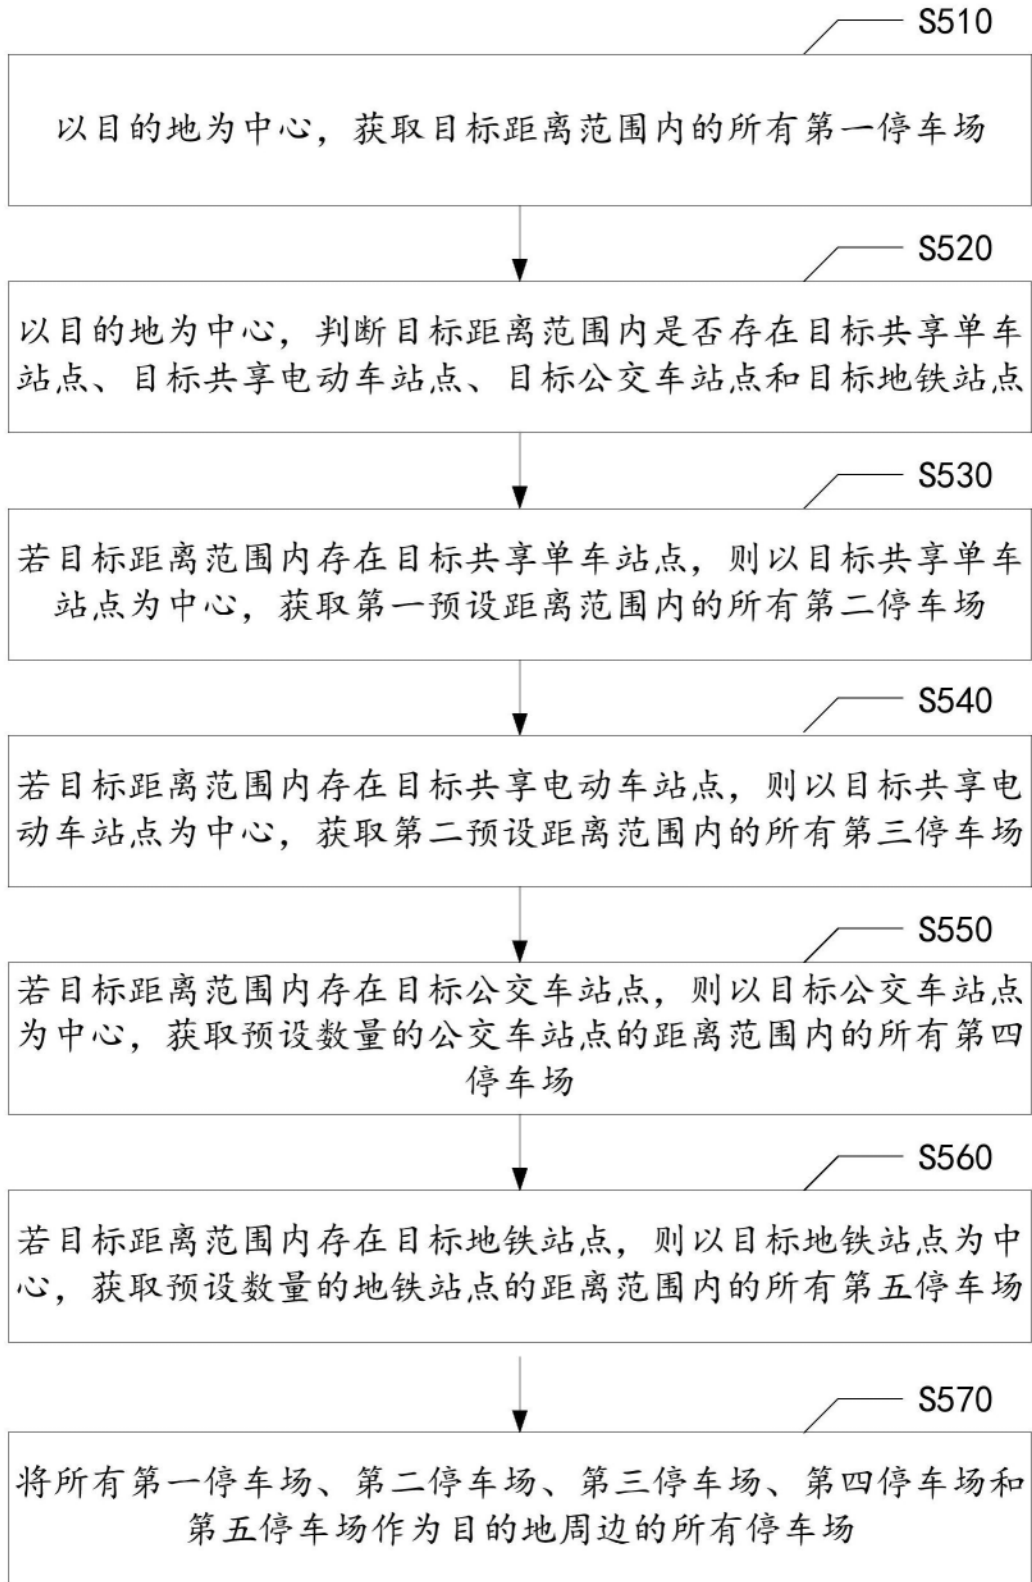 S510
以目的地为中心，获取目标距离范围内的所有第一停车场
S520
以目的地为中心，判断目标距离范围内是否存在目标共享单车
站点、目标共享电动车站点、目标公交车站点和目标地铁站点
S530
若目标距离范围内存在目标共享单车站点，则以目标共享单车
站点为中心，获取第一预设距离范围内的所有第二停车场
S540
若目标距离范围内存在目标共享电动车站点，则以目标共享电
动车站点为中心，获取第二预设距离范围内的所有第三停车场
S550
若目标距离范围内存在目标公交车站点，则以目标公交车站点
为中心，获取预设数量的公交车站点的距离范围内的所有第四
停车场
S560
若目标距离范围内存在目标地铁站点，则以目标地铁站点为中
心，获取预设数量的地铁站点的距离范围内的所有第五停车场
S570
将所有第一停车场、第二停车场、第三停车场、第四停车场和
第五停车场作为目的地周边的所有停车场